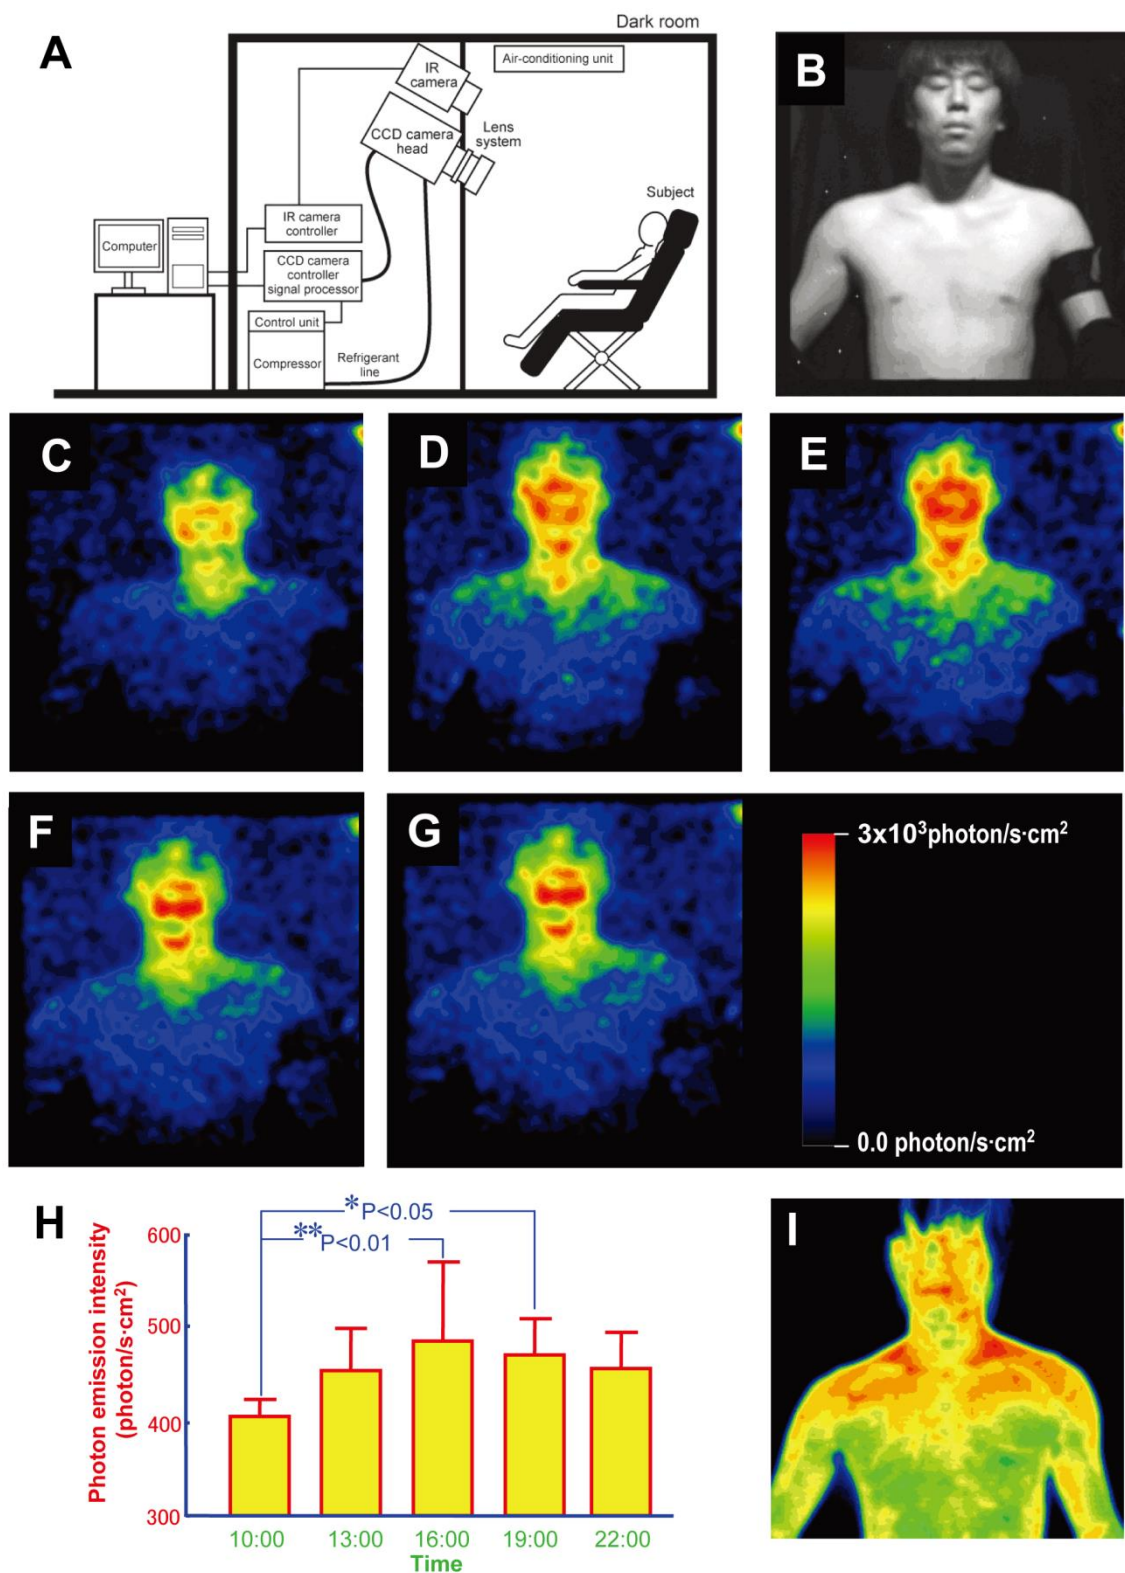 A
Dark room
IR
camera
Air-conditioning unit
CCD camera
head
Lens
system
Subject
IR camera
controller
Computer
CCD camera
controller
signal processor
Control unit
Compressor
Refrigerant
line
B
C
D
E
F
G
3x10³photon/s·cm²
0.0 photon/s·cm²
H
Photon emission intensity
(photon/s·cm²)
600
500
400
300
*P<0.05
**P<0.01
10:00
13:00
16:00
19:00
22:00
Time
I